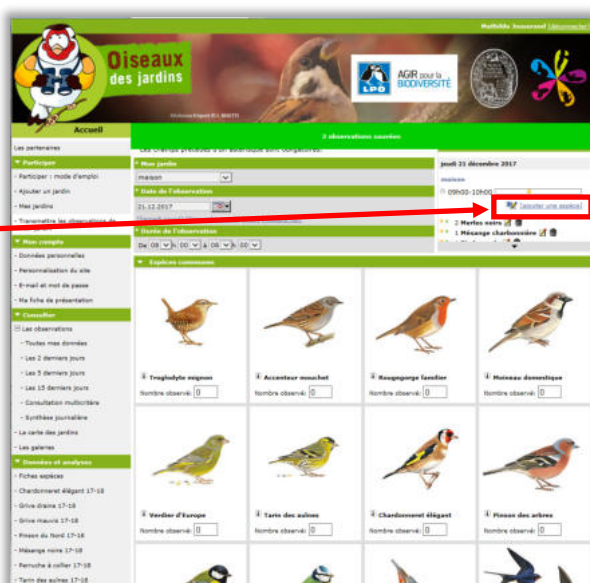 Mathilde Jouvarand [déconnecter]
Oiseaux
des jardins
LPO
AGIR pour la
BIODIVERSITÉ
Accueil
3 observations sauvées
Les partenaires
Participer
- Participer : mode d'emploi
- Ajouter un jardin
- Mes jardins
- Transmettre les observations de
Mon compte
- Données personnelles
- Personnalisation du site
- E-mail et mot de passe
- Ma fiche de présentation
Consulter
Les observations
- Toutes mes données
- Les 2 derniers jours
- Les 5 derniers jours
- Les 15 derniers jours
- Consultation multicritère
- Synthèse journalière
- La carte des jardins
- Les galeries
Données et analyses
- Fiches espèces
- Chardonneret élégant 17-18
- Grive draine 17-18
- Grive mauvis 17-18
- Pinson du Nord 17-18
- Mésange noire 17-18
- Perruche à collier 17-18
- Tarin des aulnes 17-18
* Mon jardin
maison
* Date de l'observation
21.12.2017
* Durée de l'observation
De 08 h 00 à 08 h 00
jeudi 21 décembre 2017
maison
09h00-10h00
[ajouter une espèce]
2 Merles noirs
1 Mésange charbonnière
Espèces communes
Troglodyte mignon
Nombre observé: 0
Accenteur mouchet
Nombre observé: 0
Rougegorge familier
Nombre observé: 0
Moineau domestique
Nombre observé: 0
Verdier d'Europe
Nombre observé: 0
Tarin des aulnes
Nombre observé: 0
Chardonneret élégant
Nombre observé: 0
Pinson des arbres
Nombre observé: 0